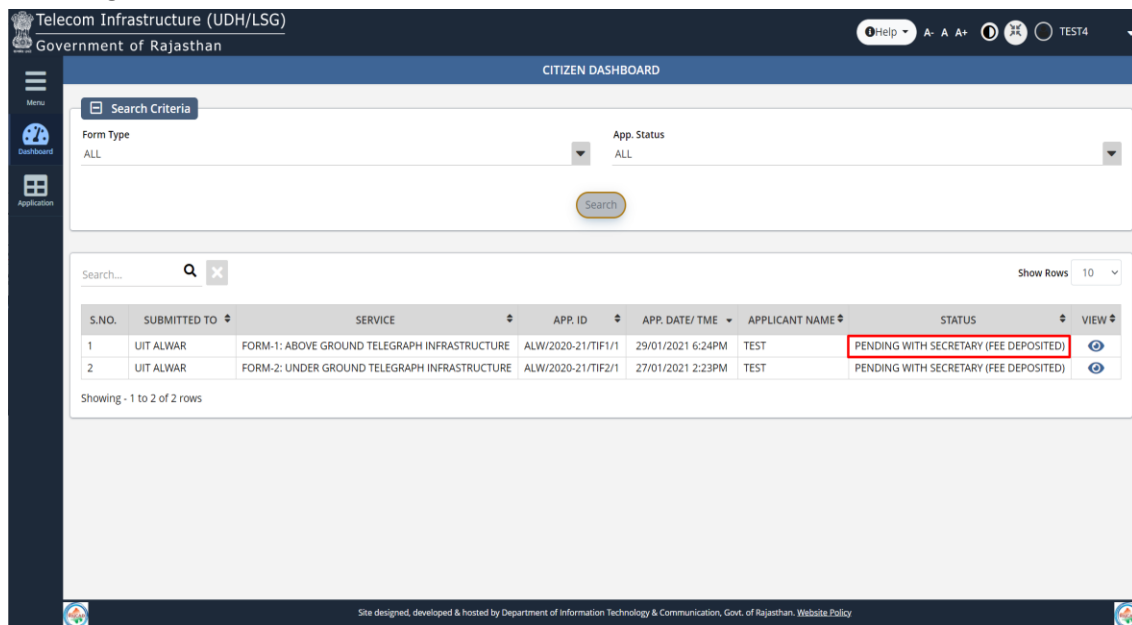 Telecom Infrastructure (UDH/LSG)
Government of Rajasthan
Help A- A A+ TEST4
Menu
Dashboard
Application
CITIZEN DASHBOARD
Search Criteria
Form Type App. Status
ALL ALL
Search
Search... Show Rows 10
S.NO. SUBMITTED TO SERVICE APP. ID APP. DATE/ TME APPLICANT NAME STATUS VIEW
1 UIT ALWAR FORM-1: ABOVE GROUND TELEGRAPH INFRASTRUCTURE ALW/2020-21/TIF1/1 29/01/2021 6:24PM TEST PENDING WITH SECRETARY (FEE DEPOSITED)
2 UIT ALWAR FORM-2: UNDER GROUND TELEGRAPH INFRASTRUCTURE ALW/2020-21/TIF2/1 27/01/2021 2:23PM TEST PENDING WITH SECRETARY (FEE DEPOSITED)
Showing - 1 to 2 of 2 rows
Site designed, developed & hosted by Department of Information Technology & Communication, Govt. of Rajasthan. Website Policy